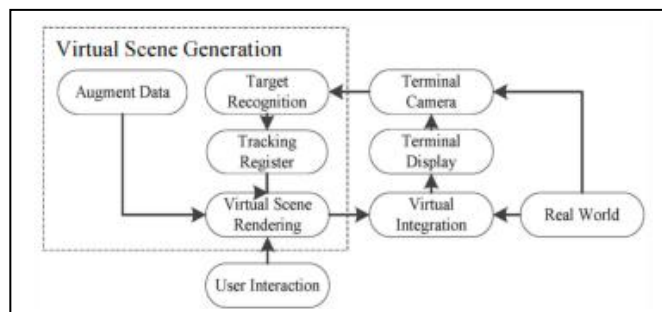 Virtual Scene Generation
Augment Data
Target
Recognition
Terminal
Camera
Tracking
Register
Terminal
Display
Virtual Scene
Rendering
Virtual
Integration
Real World
User Interaction